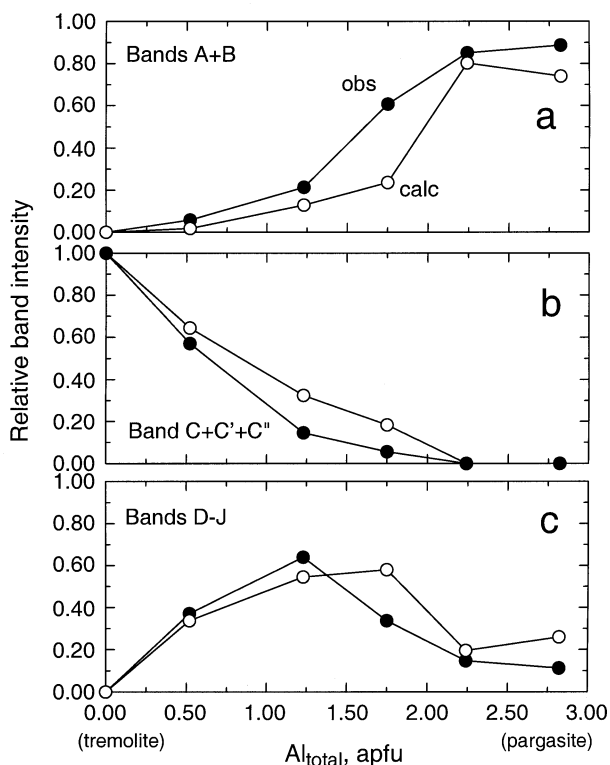 1.00
Bands A+B
0.80
obs
0.60
a
0.40
0.20
calc
0.00
Relative band intensity
1.00
0.80
b
0.60
0.40
0.20
Band C+C'+C"
0.00
1.00
Bands D-J
c
0.80
0.60
0.40
0.20
0.00
0.00 0.50 1.00 1.50 2.00 2.50 3.00
(tremolite) (pargasite)
Altotal, apfu